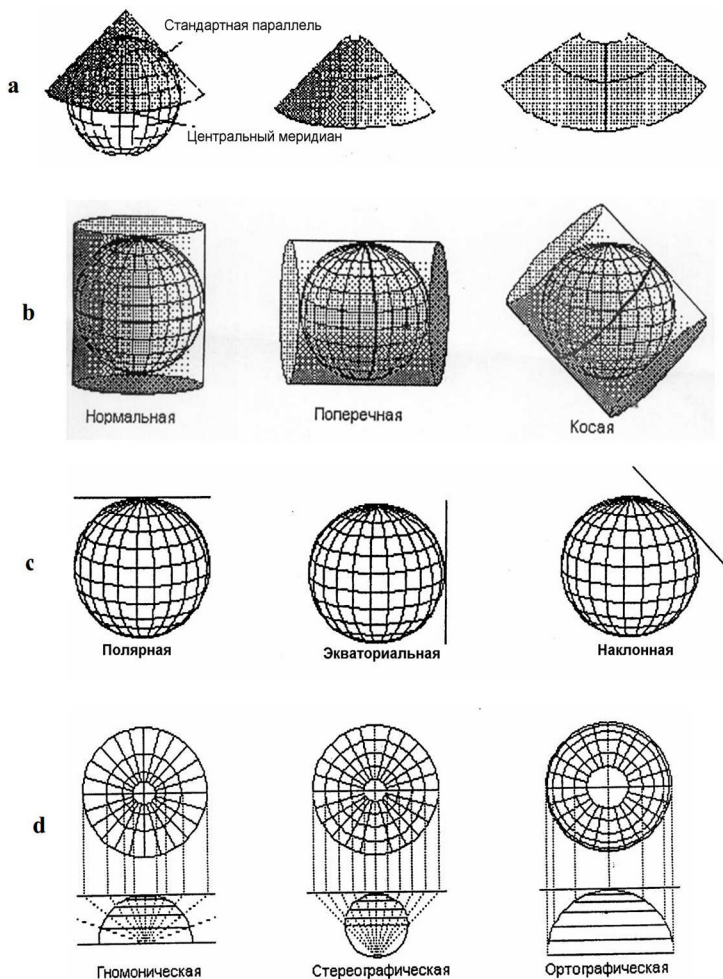 Стандартная параллель
a
Центральный меридиан
b
Нормальная
Поперечная
Косая
c
Полярная
Экваториальная
Наклонная
d
Гномоническая
Стереографическая
Ортографическая